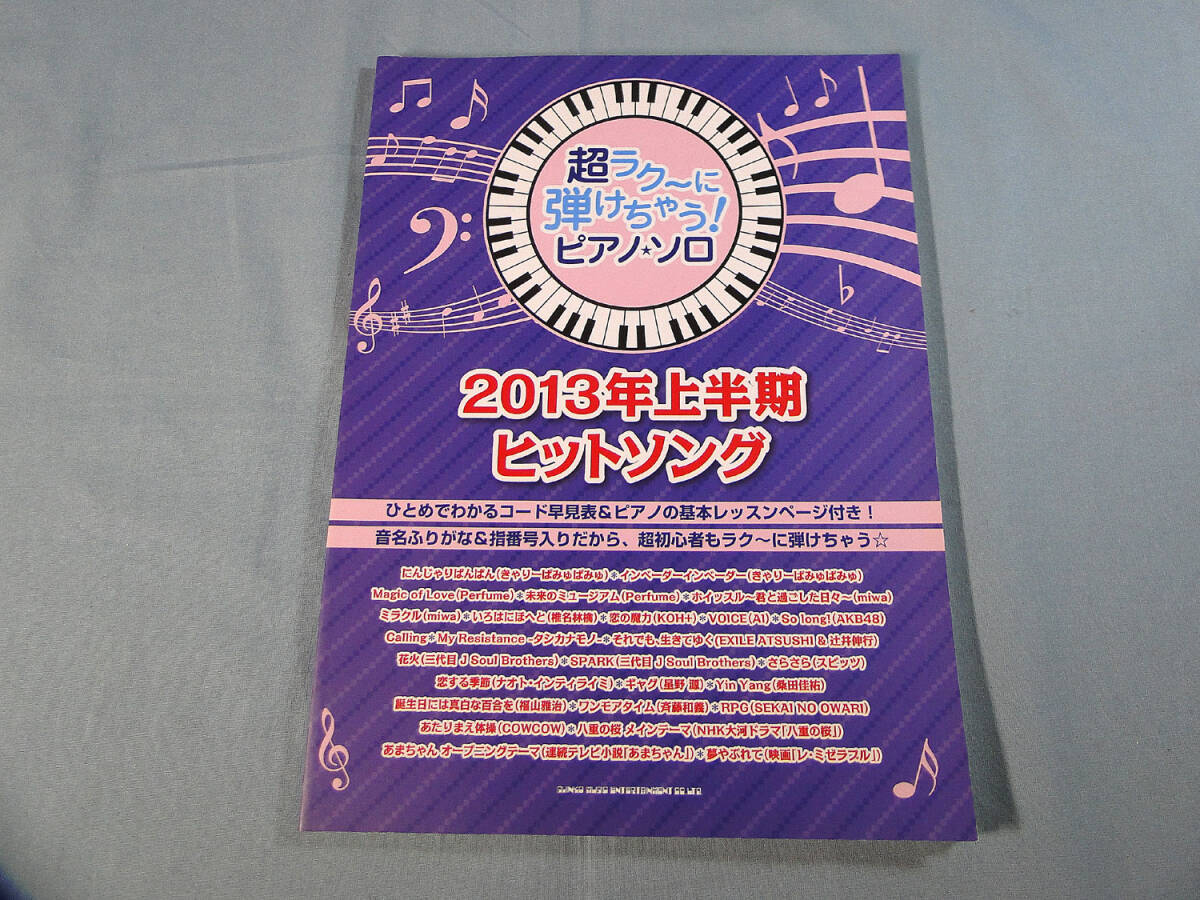 超ラク〜に
弾けちゃう!
ピアノ★ソロ
2013年上半期
ヒットソング
ひとめでわかるコード早見表&ピアノの基本レッスンページ付き!
音名ふりがな&指番号入りだから、超初心者もラク〜に弾けちゃう☆
にんじゃりばんばん(きゃりーぱみゅぱみゅ)*インベーダーインベーダー(きゃりーぱみゅぱみゅ)
Magic of Love(Perfume)*未来のミュージアム(Perfume)*ホイッスル〜君と過ごした日々〜(miwa)
ミラクル(miwa)*いろはにほへと(椎名林檎)*恋の魔力(KOH+)*VOICE(AI)*So long!(AKB48)
Calling*My Resistance -タシカナモノ-*それでも、生きてゆく(EXILE ATSUSHI & 辻井伸行)
花火(三代目 J Soul Brothers)*SPARK(三代目 J Soul Brothers)*さらさら(スピッツ)
恋する季節(ナオト・インティライミ)*ギャグ(星野 源)*Yin Yang(桑田佳祐)
誕生日には真白な百合を(福山雅治)*ワンモアタイム(斉藤和義)*RPG(SEKAI NO OWARI)
あたりまえ体操(COWCOW)*八重の桜 メインテーマ(NHK大河ドラマ「八重の桜」)
あまちゃん オープニングテーマ(連続テレビ小説「あまちゃん」)*夢やぶれて(映画「レ・ミゼラブル」)
SHINKO MUSIC ENTERTAINMENT CO.LTD.